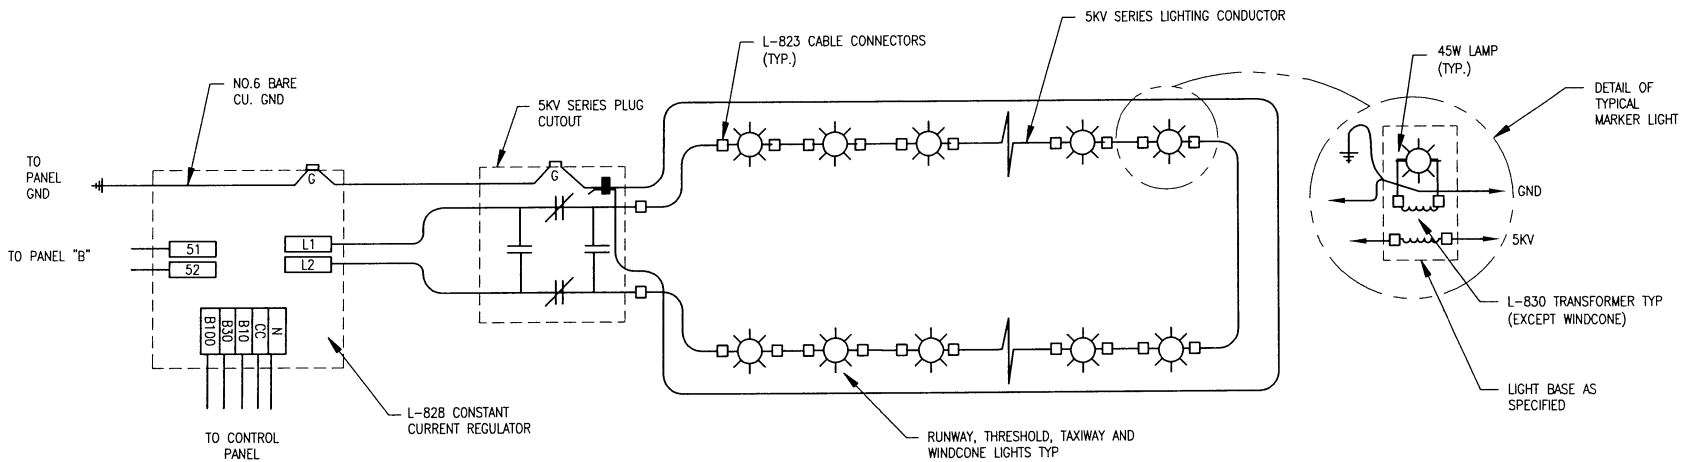 5KV SERIES LIGHTING CONDUCTOR
L-823 CABLE CONNECTORS
(TYP.)
45W LAMP
(TYP.)
NO.6 BARE
CU. GND
5KV SERIES PLUG
CUTOUT
DETAIL OF
TYPICAL
MARKER LIGHT
TO
PANEL
GND
G
G
GND
TO PANEL "B"
51
52
L1
L2
5KV
L-830 TRANSFORMER TYP
(EXCEPT WINDCONE)
B100
B30
B10
CC
N
LIGHT BASE AS
SPECIFIED
L-828 CONSTANT
CURRENT REGULATOR
TO CONTROL
PANEL
RUNWAY, THRESHOLD, TAXIWAY AND
WINDCONE LIGHTS TYP